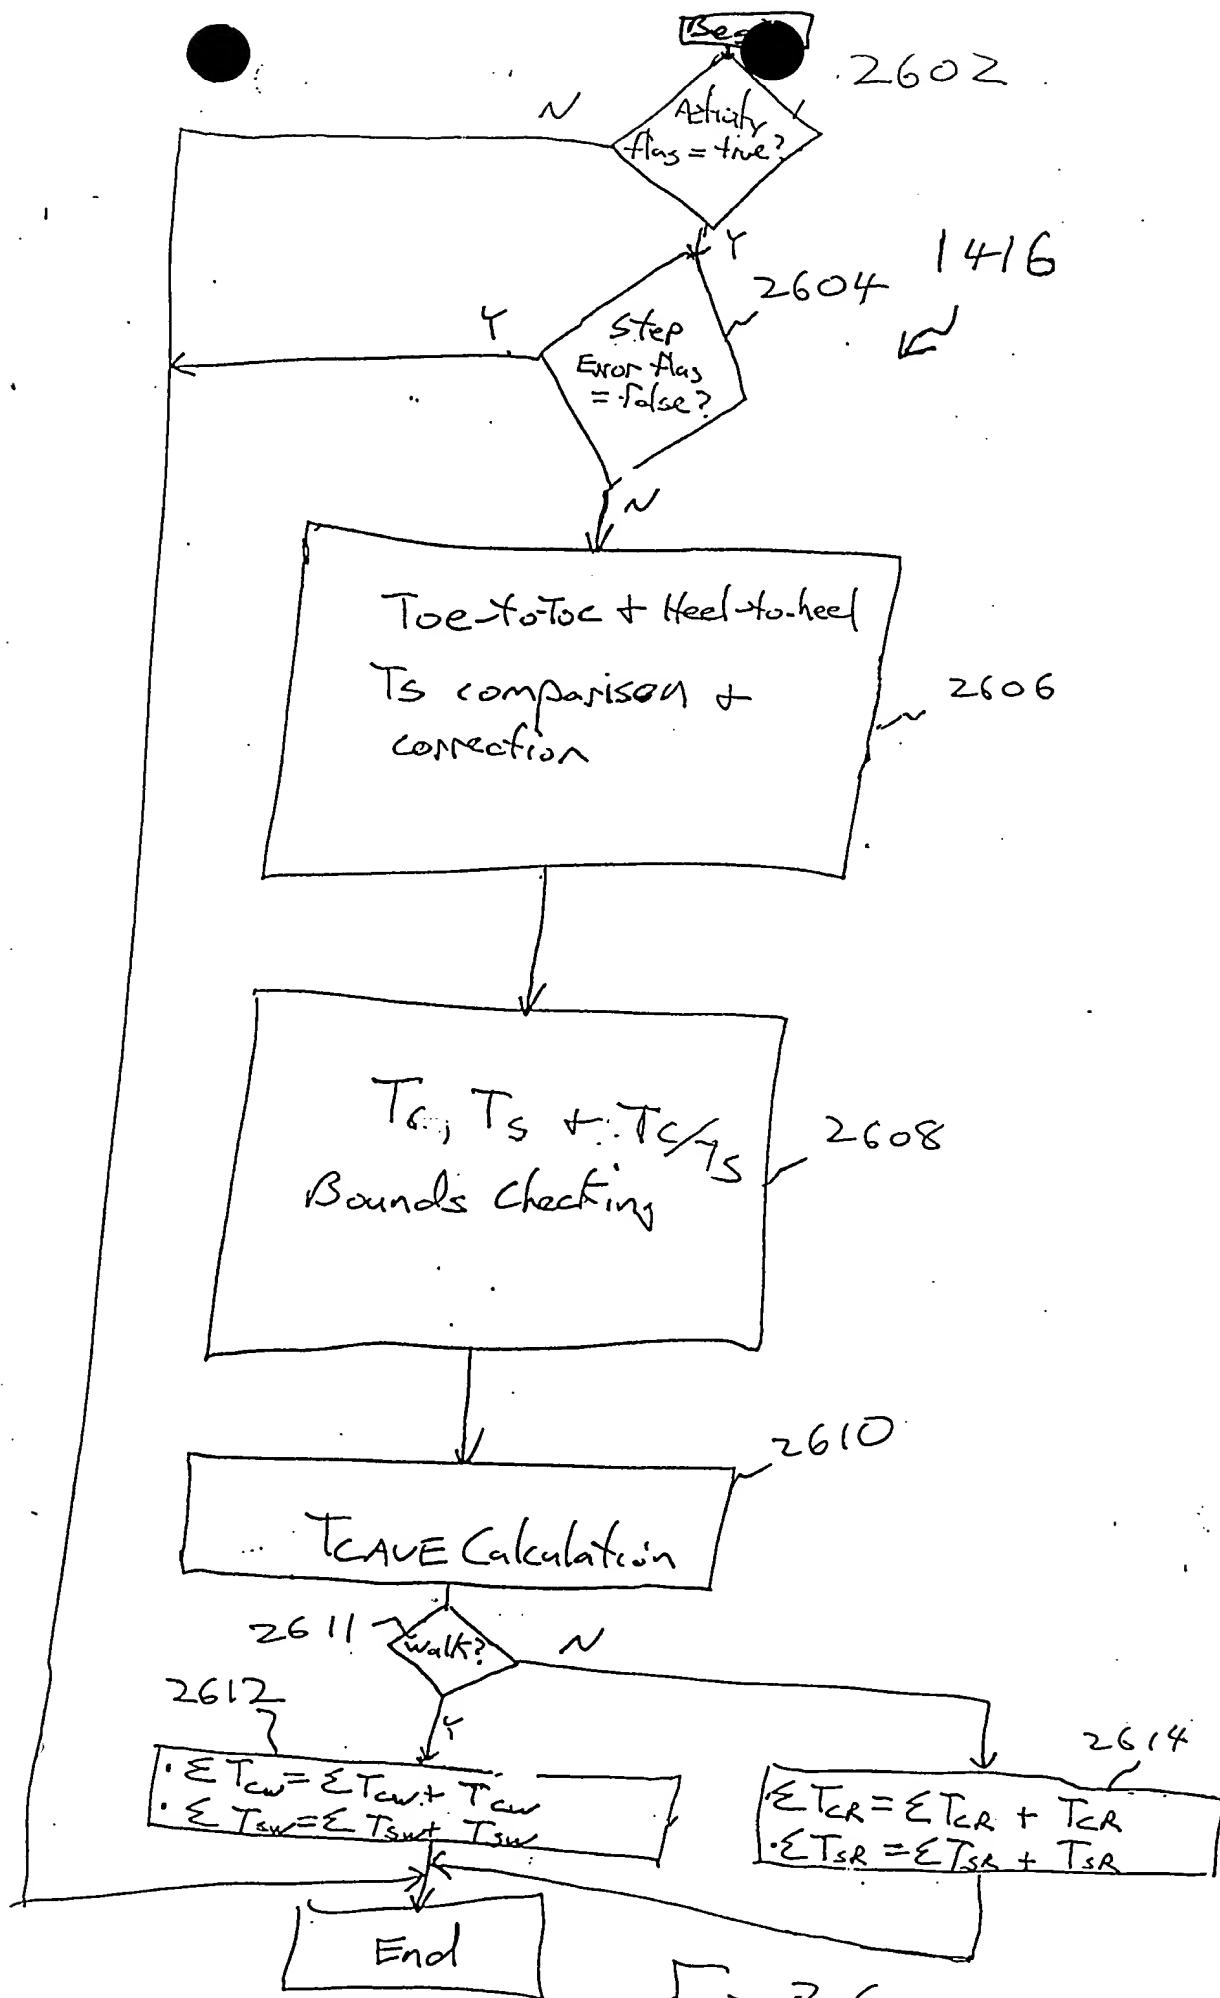 2602
N
Activity
flag = true?
Y
1416
2604
Y
Step
Error flag
= false?
N
Toe-to-Toe + Heel-to-heel
Ts comparison +
correction
2606
Tc, Ts + Tc/Ts
Bounds Checking
2608
2610
TCAVE Calculation
2611
walk?
N
2612
Y
2614
· ΣTcw = ΣTcw + Tcw
· ΣTsw = ΣTsw + Tsw
· ΣTCR = ΣTCR + TCR
· ΣTSR = ΣTSR + TSR
End